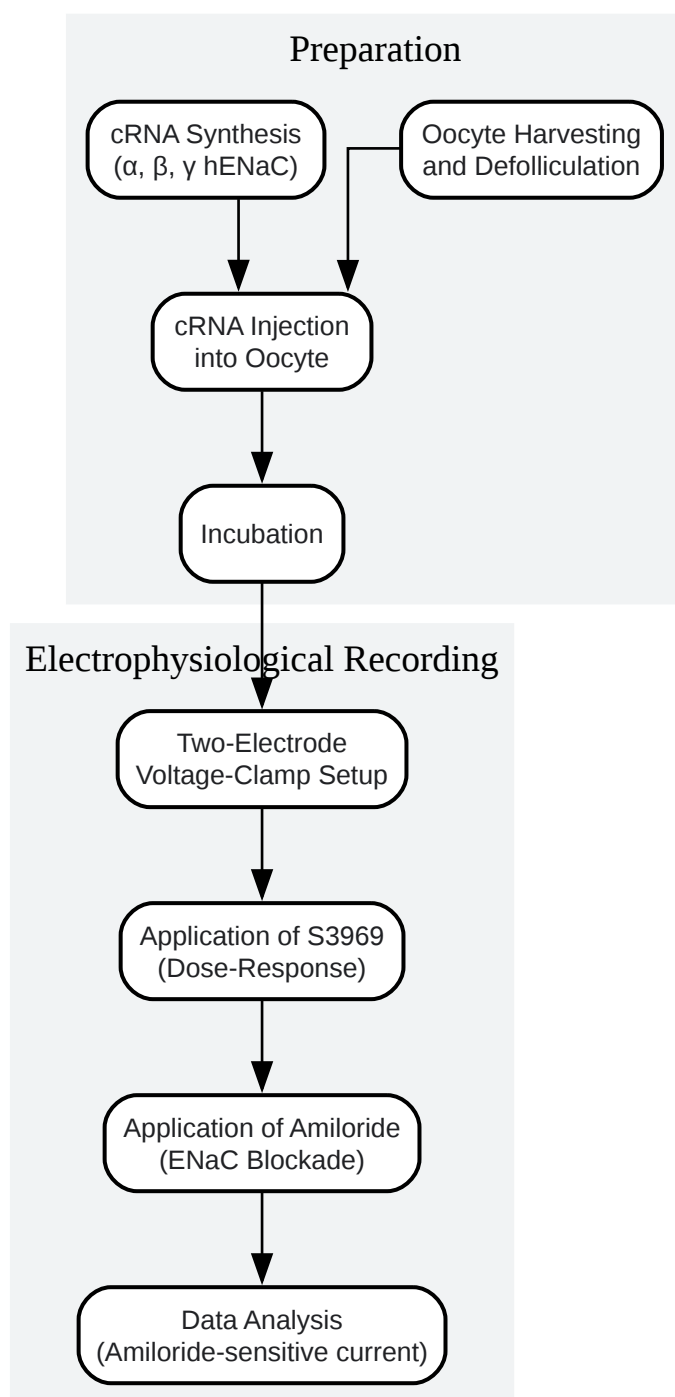 Preparation
cRNA Synthesis
(α, β, γ hENaC)
Oocyte Harvesting
and Defolliculation
cRNA Injection
into Oocyte
Incubation
Electrophysiological Recording
Two-Electrode
Voltage-Clamp Setup
Application of S3969
(Dose-Response)
Application of Amiloride
(ENaC Blockade)
Data Analysis
(Amiloride-sensitive current)